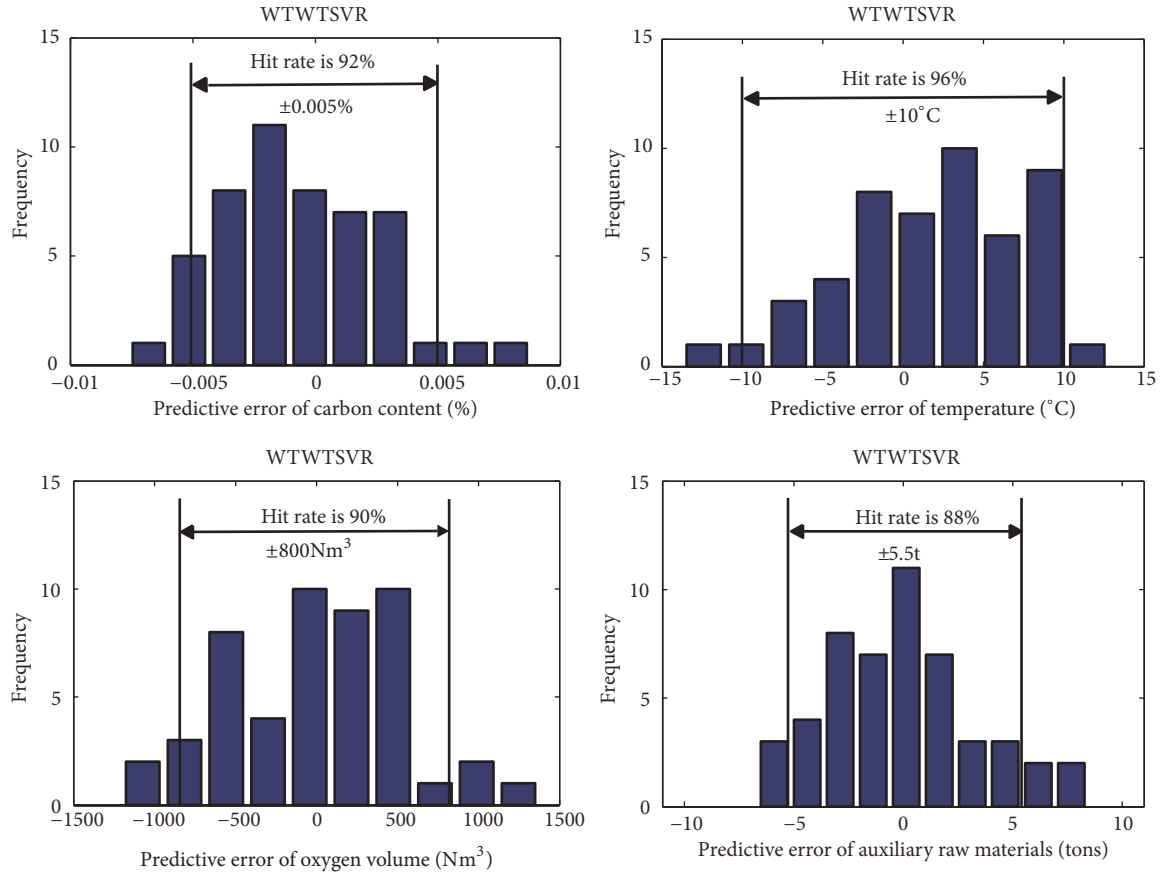 WTWTSVR
15
Hit rate is 92%
±0.005%
10
Frequency
5
0
−0.01
−0.005
0
0.005
0.01
Predictive error of carbon content (%)
WTWTSVR
15
Hit rate is 96%
±10°C
10
Frequency
5
0
−15
−10
−5
0
5
10
15
Predictive error of temperature (°C)
WTWTSVR
15
Hit rate is 90%
±800Nm³
10
Frequency
5
0
−1500
−1000
−500
0
500
1000
1500
Predictive error of oxygen volume (Nm³)
WTWTSVR
15
Hit rate is 88%
±5.5t
10
Frequency
5
0
−10
−5
0
5
10
Predictive error of auxiliary raw materials (tons)